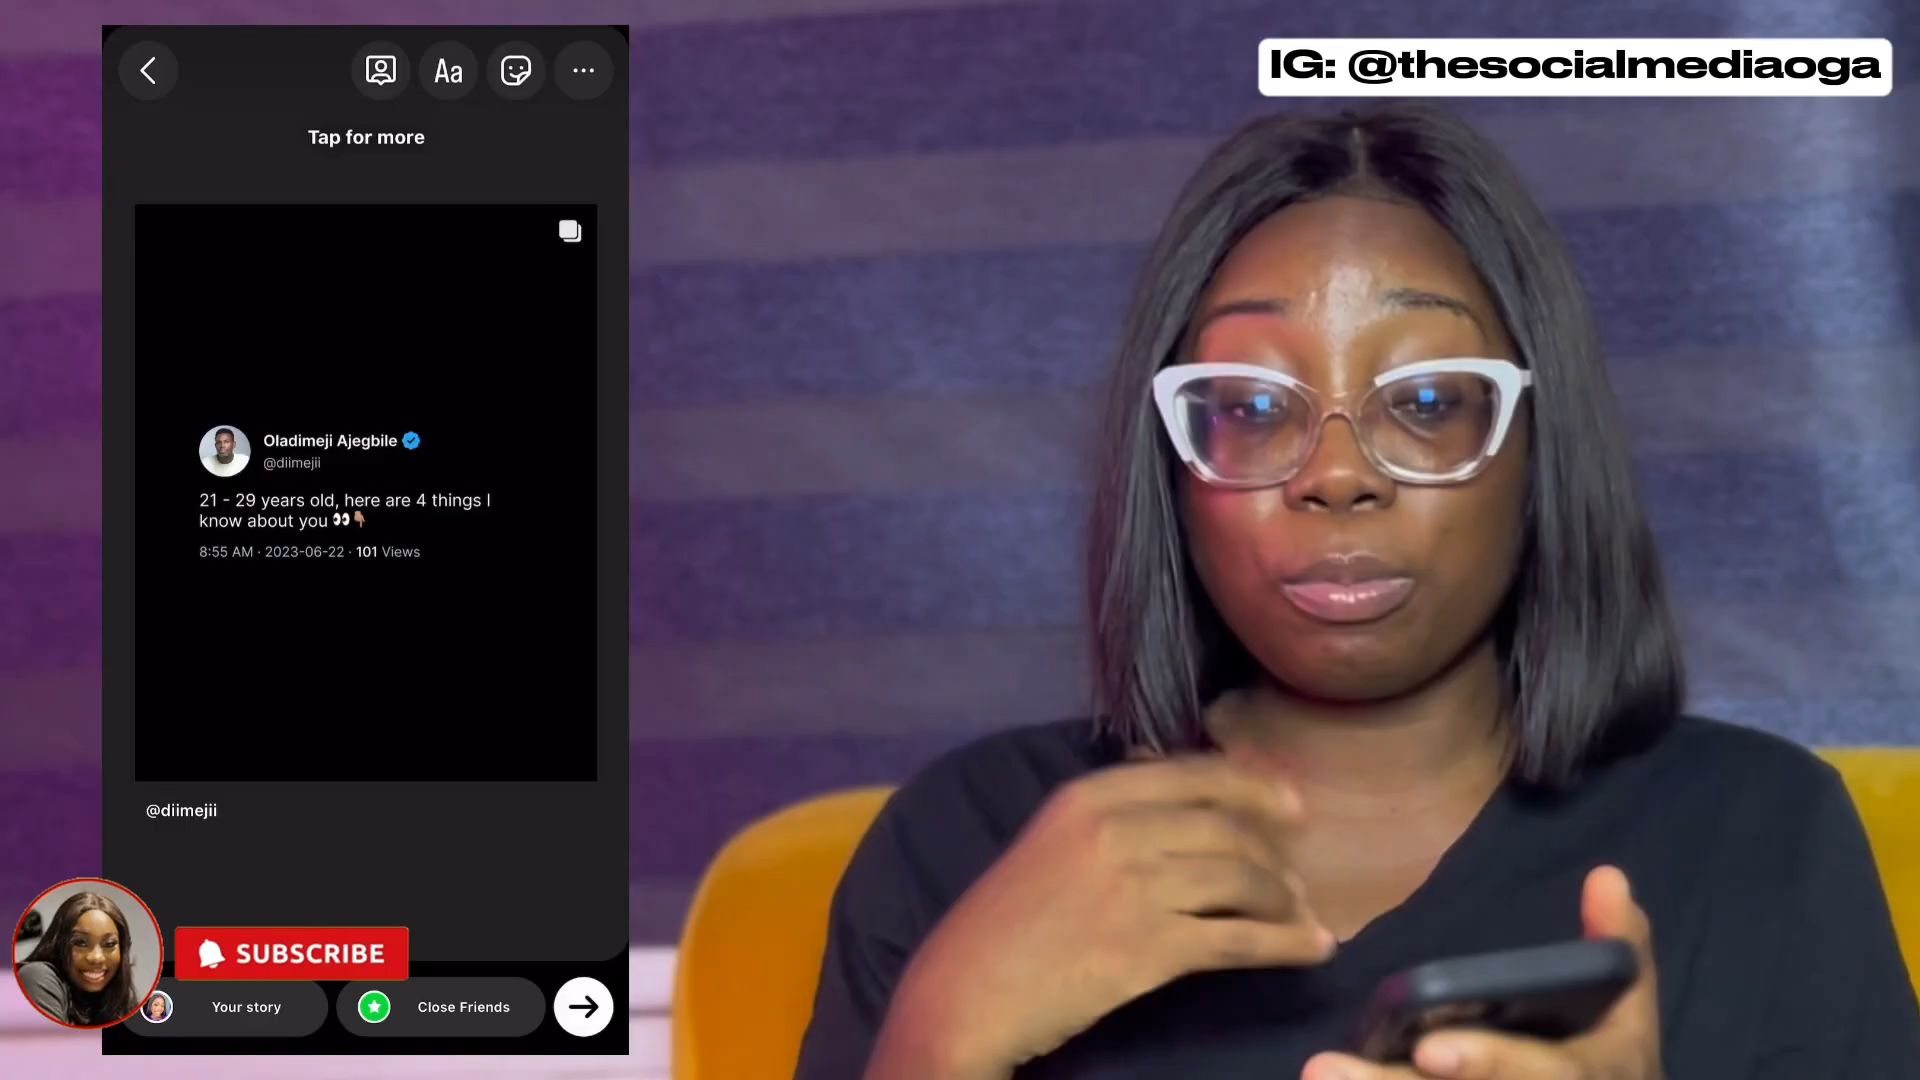 IG: @thesocialmediaoga
Aa
Tap for more
Oladimeji Ajegbile
@diimejii
21 - 29 years old, here are 4 things I
know about you 👀👇🏽
8:55 AM · 2023-06-22 · 101 Views
@diimejii
SUBSCRIBE
Your story
Close Friends